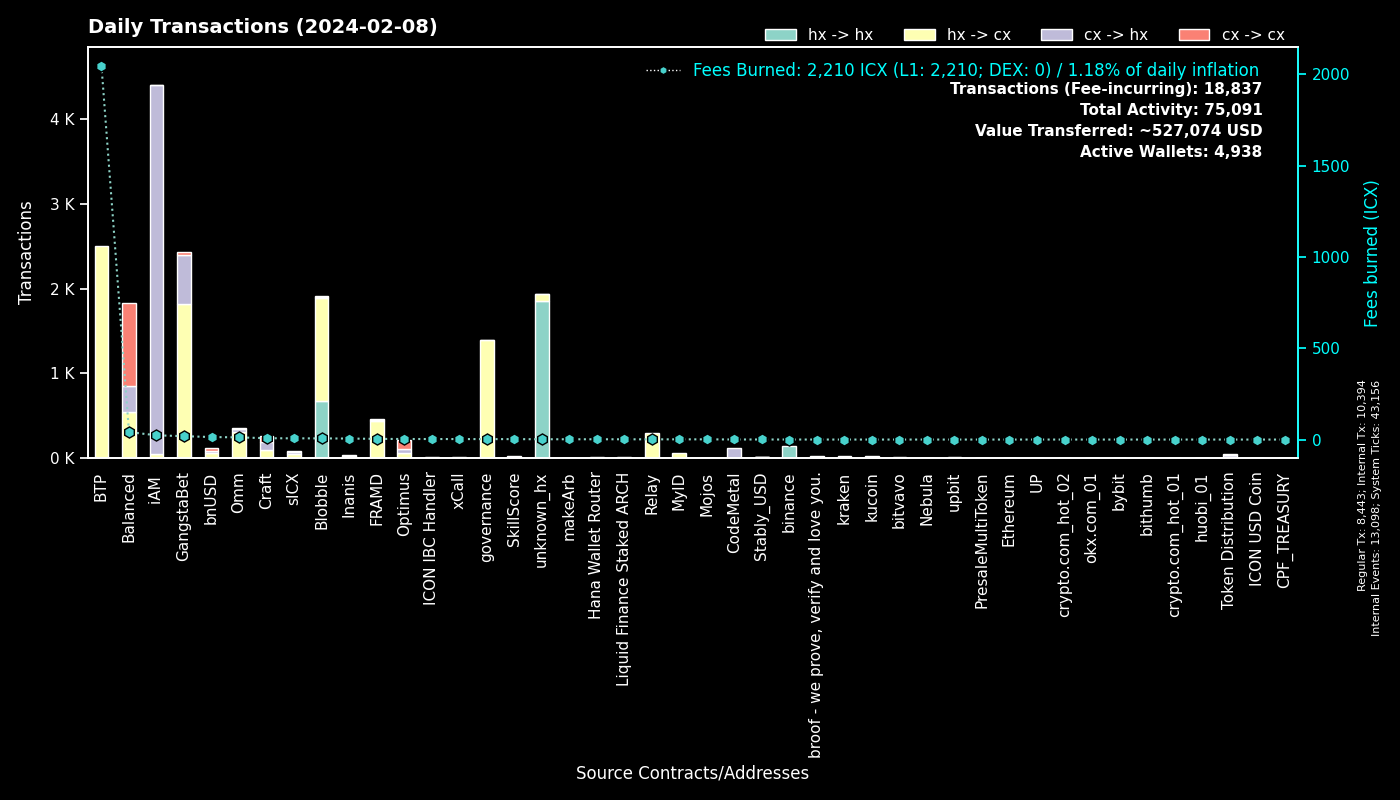 Daily Transactions (2024-02-08)
hx -> hx
hx -> cx
cx -> hx
cx -> cx
Fees Burned: 2,210 ICX (L1: 2,210; DEX: 0) / 1.18% of daily inflation
Transactions (Fee-incurring): 18,837
Total Activity: 75,091
Value Transferred: ~527,074 USD
Active Wallets: 4,938
Transactions
4 K
3 K
2 K
1 K
0 K
2000
1500
1000
500
0
Fees burned (ICX)
Regular Tx: 8,443; Internal Tx: 10,394
Internal Events: 13,098; System Ticks: 43,156
BTP
Balanced
iAM
GangstaBet
bnUSD
Omm
Craft
sICX
Blobble
Inanis
FRAMD
Optimus
ICON IBC Handler
xCall
governance
SkillScore
unknown_hx
makeArb
Hana Wallet Router
Liquid Finance Staked ARCH
Relay
MyID
Mojos
CodeMetal
Stably_USD
binance
broof - we prove, verify and love you.
kraken
kucoin
bitvavo
Nebula
upbit
PresaleMultiToken
Ethereum
UP
crypto.com_hot_02
okx.com_01
bybit
bithumb
crypto.com_hot_01
huobi_01
Token Distribution
ICON USD Coin
CPF_TREASURY
Source Contracts/Addresses